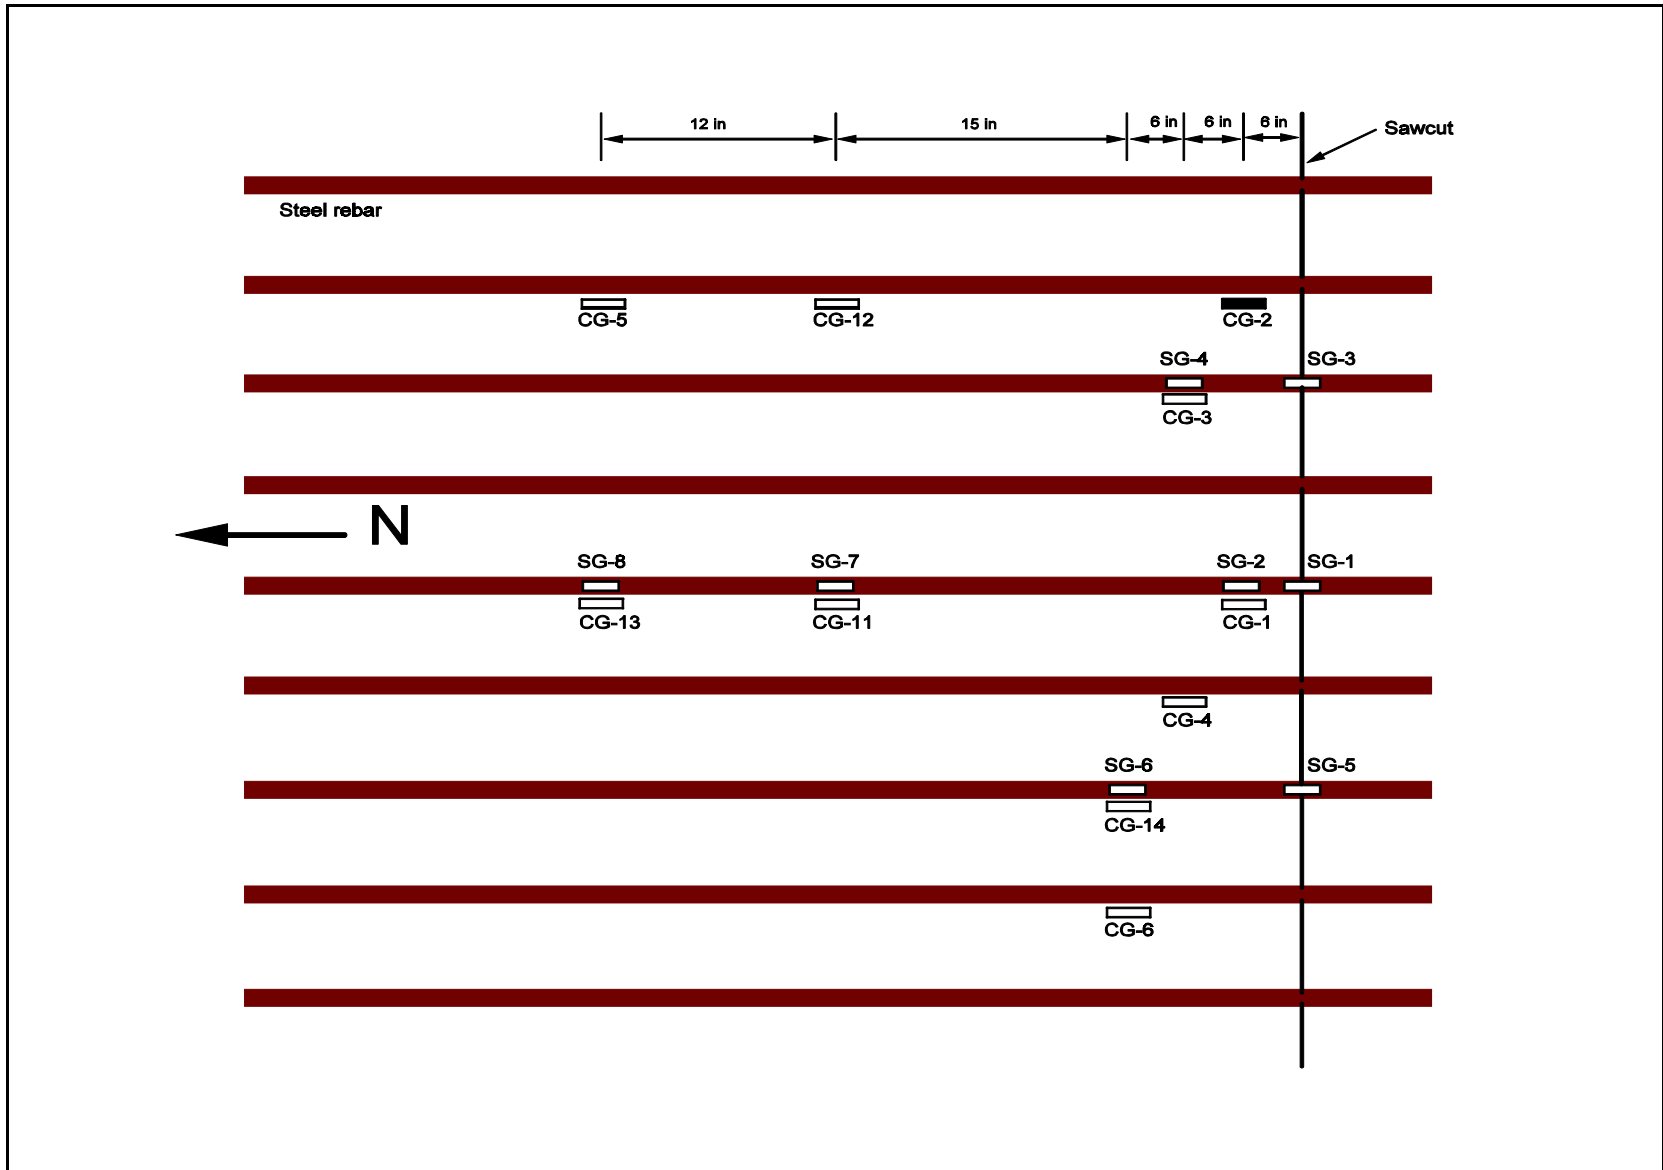 12 in 15 in 6 in 6 in 6 in
Sawcut
Steel rebar
CG-5 CG-12 CG-2
SG-4 SG-3
CG-3
N
SG-8 SG-7 SG-2 SG-1
CG-13 CG-11 CG-1
CG-4
SG-6 SG-5
CG-14
CG-6